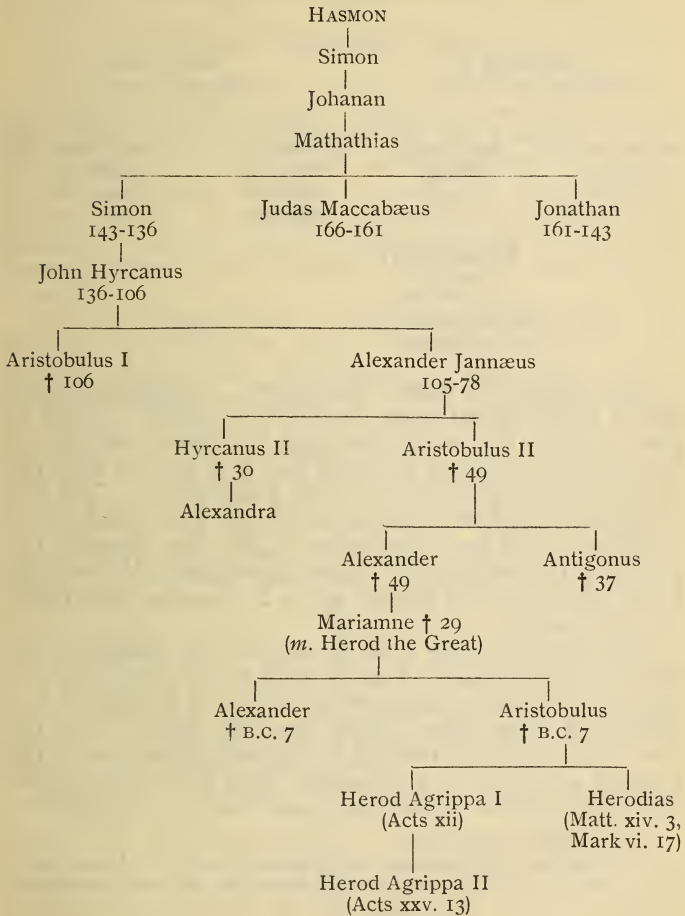 HASMON
Simon
Johanan
Mathathias
Simon Judas Maccabæus Jonathan
143-136 166-161 161-143
John Hyrcanus
136-106
Aristobulus I Alexander Jannæus
† 106 105-78
Hyrcanus II Aristobulus II
† 30 † 49
Alexandra
Alexander Antigonus
† 49 † 37
Mariamne † 29
(m. Herod the Great)
Alexander Aristobulus
† B.C. 7 † B.C. 7
Herod Agrippa I Herodias
(Acts xii) (Matt. xiv. 3,
Mark vi. 17)
Herod Agrippa II
(Acts xxv. 13)